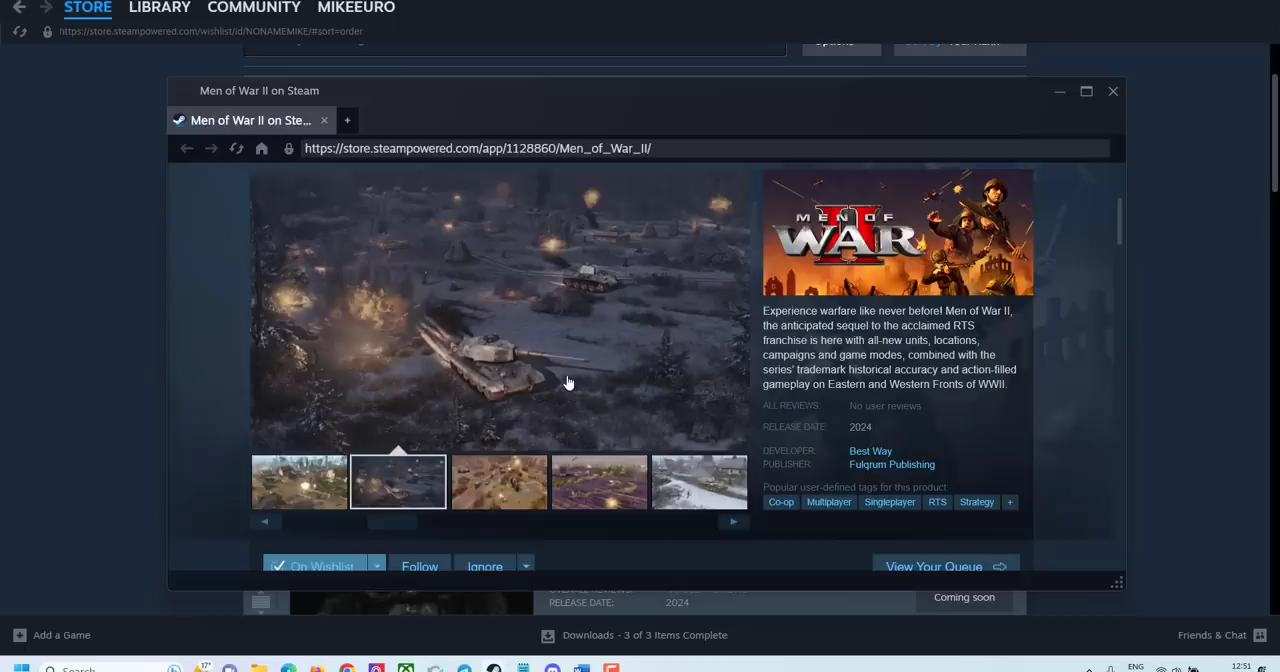 STORE LIBRARY COMMUNITY MIKEEURO
https://store.steampowered.com/wishlist/id/NONAMEMIKE/#sort=order
Men of War II on Steam
Men of War II on Ste...
https://store.steampowered.com/app/1128860/Men_of_War_II/
MEN OF
WAR
II
Experience warfare like never before! Men of War II,
the anticipated sequel to the acclaimed RTS
franchise is here with all-new units, locations,
campaigns and game modes, combined with the
series' trademark historical accuracy and action-filled
gameplay on Eastern and Western Fronts of WWII.
ALL REVIEWS: No user reviews
RELEASE DATE: 2024
DEVELOPER: Best Way
PUBLISHER: Fulqrum Publishing
Popular user-defined tags for this product:
Co-op Multiplayer Singleplayer RTS Strategy +
On Wishlist Follow Ignore View Your Queue
RELEASE DATE: 2024
Coming soon
Add a Game Downloads - 3 of 3 Items Complete Friends & Chat
Search 17° ENG 12:51